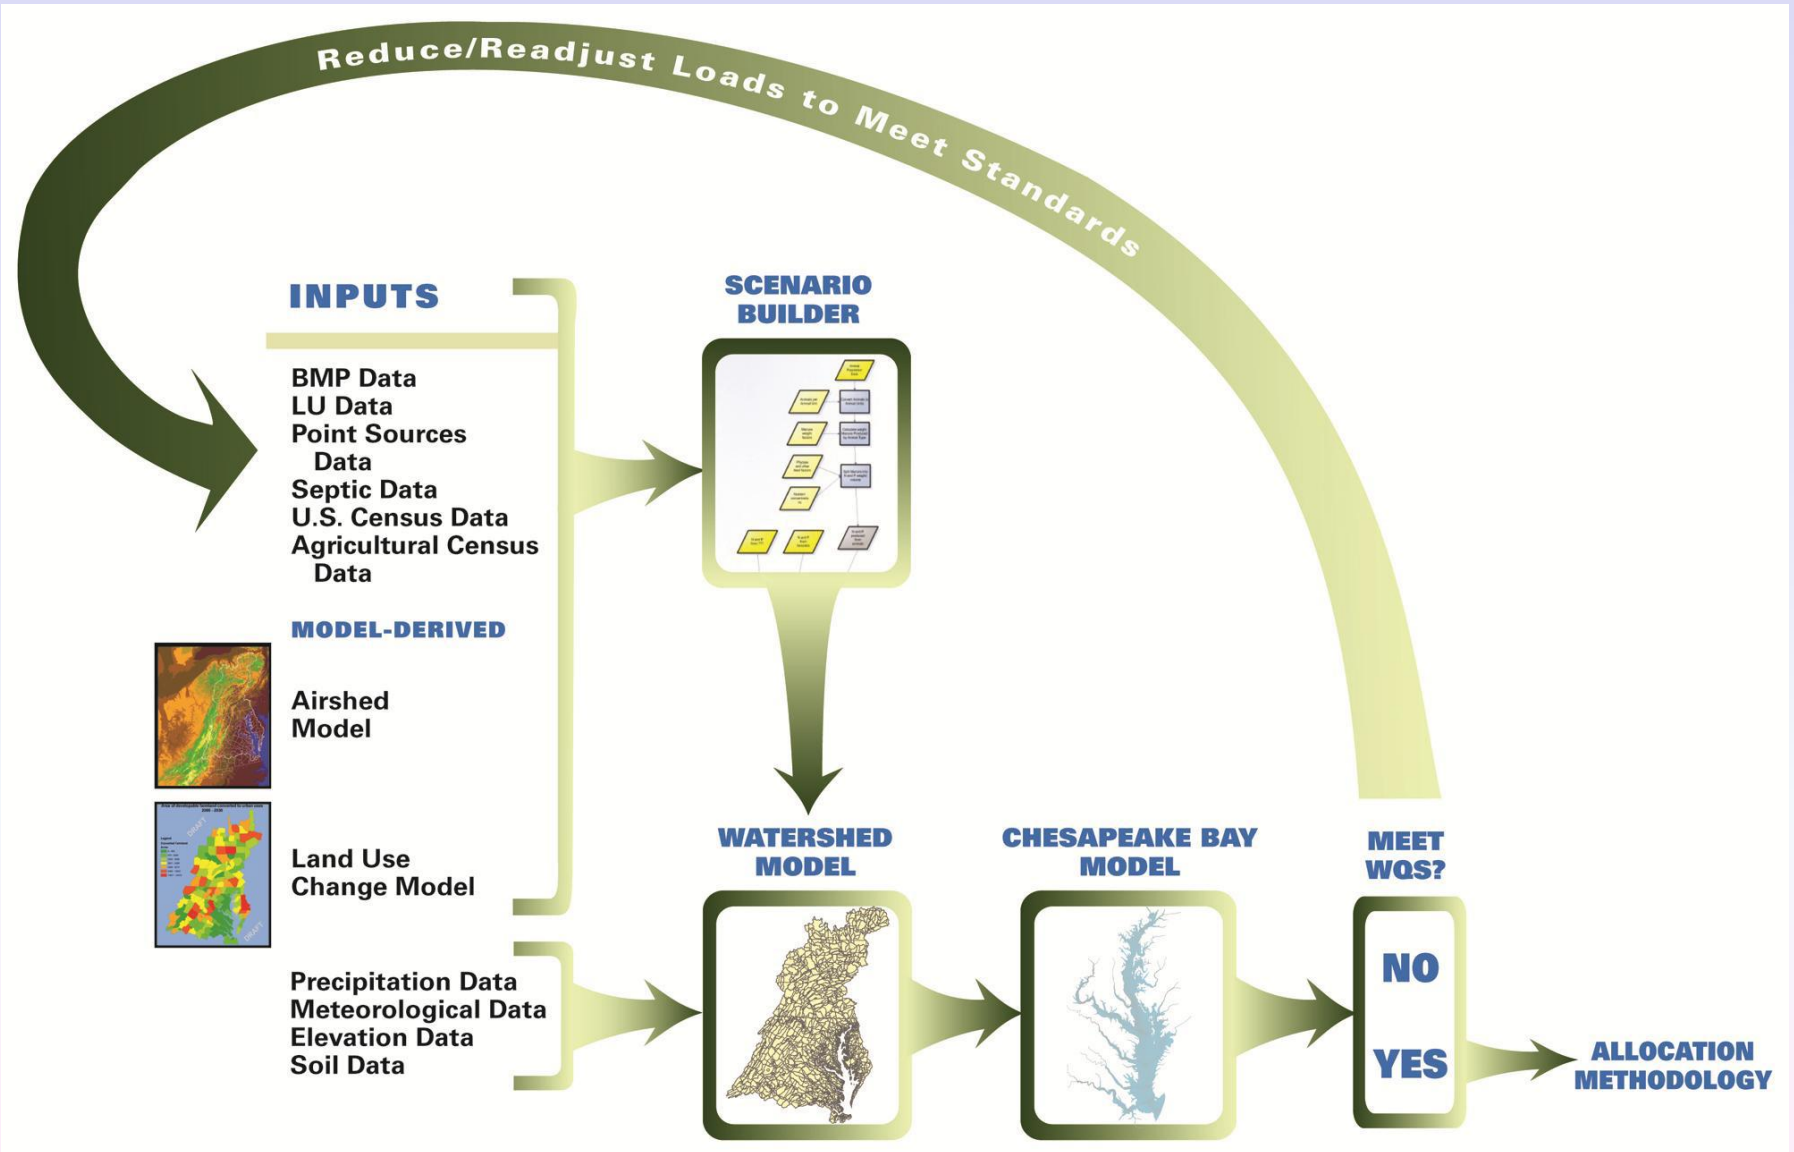 Reduce/Readjust Loads to Meet Standards
INPUTS
BMP Data
LU Data
Point Sources
Data
Septic Data
U.S. Census Data
Agricultural Census
Data
MODEL-DERIVED
Airshed
Model
Land Use
Change Model
Precipitation Data
Meteorological Data
Elevation Data
Soil Data
SCENARIO
BUILDER
WATERSHED
MODEL
CHESAPEAKE BAY
MODEL
MEET
WQS?
NO
YES
ALLOCATION
METHODOLOGY
DRAFT
DRAFT